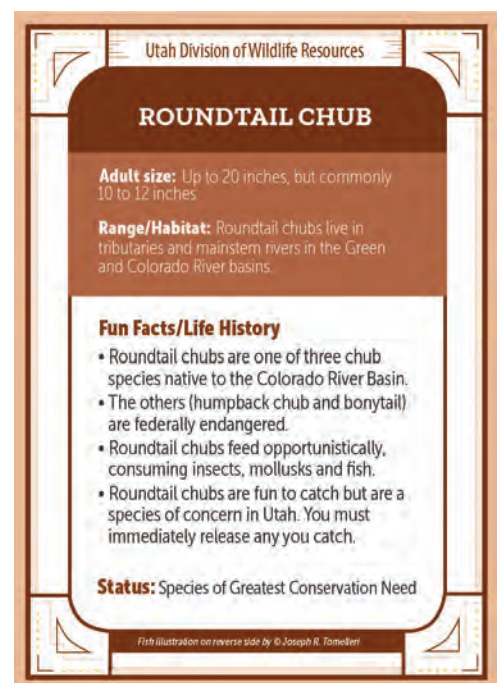 Utah Division of Wildlife Resources
ROUNDTAIL CHUB
Adult size: Up to 20 inches, but commonly
10 to 12 inches.
Range/Habitat: Roundtail chubs live in
tributaries and mainstem rivers in the Green
and Colorado River basins.
Fun Facts/Life History
• Roundtail chubs are one of three chub
species native to the Colorado River Basin.
• The others (humpback chub and bonytail)
are federally endangered.
• Roundtail chubs feed opportunistically,
consuming insects, mollusks and fish.
• Roundtail chubs are fun to catch but are a
species of concern in Utah. You must
immediately release any you catch.
Status: Species of Greatest Conservation Need
Fish illustration on reverse side by © Joseph R. Tomelleri